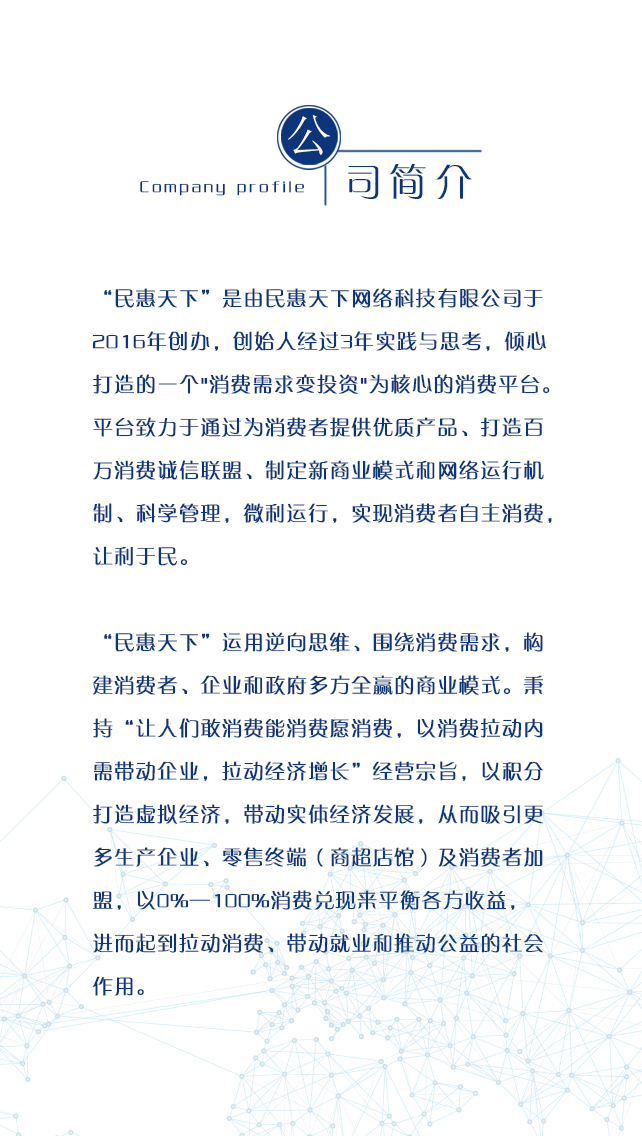 公
Company profile 司简介
“民惠天下”是由民惠天下网络科技有限公司于
2016年创办，创始人经过3年实践与思考，倾心
打造的一个"消费需求变投资"为核心的消费平台。
平台致力于通过为消费者提供优质产品、打造百
万消费诚信联盟、制定新商业模式和网络运行机
制、科学管理，微利运行，实现消费者自主消费，
让利于民。
“民惠天下”运用逆向思维、围绕消费需求，构
建消费者、企业和政府多方全赢的商业模式。秉
持“让人们敢消费能消费愿消费，以消费拉动内
需带动企业，拉动经济增长”经营宗旨，以积分
打造虚拟经济，带动实体经济发展，从而吸引更
多生产企业、零售终端（商超店馆）及消费者加
盟，以0%—100%消费兑现来平衡各方收益，
进而起到拉动消费、带动就业和推动公益的社会
作用。